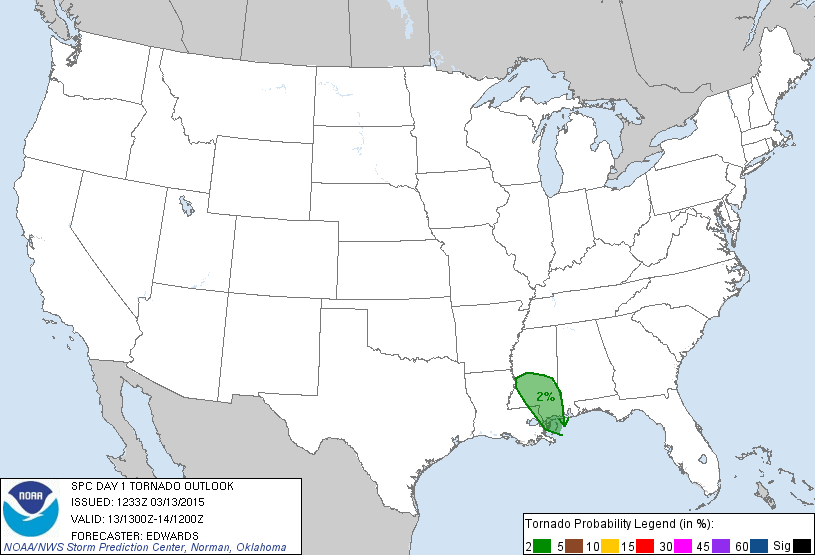 2%
NOAA
SPC DAY 1 TORNADO OUTLOOK
ISSUED: 1233Z 03/13/2015
VALID: 13/1300Z-14/1200Z
FORECASTER: EDWARDS
NOAA/NWS Storm Prediction Center, Norman, Oklahoma
Tornado Probability Legend (in %):
2 5 10 15 30 45 60 Sig